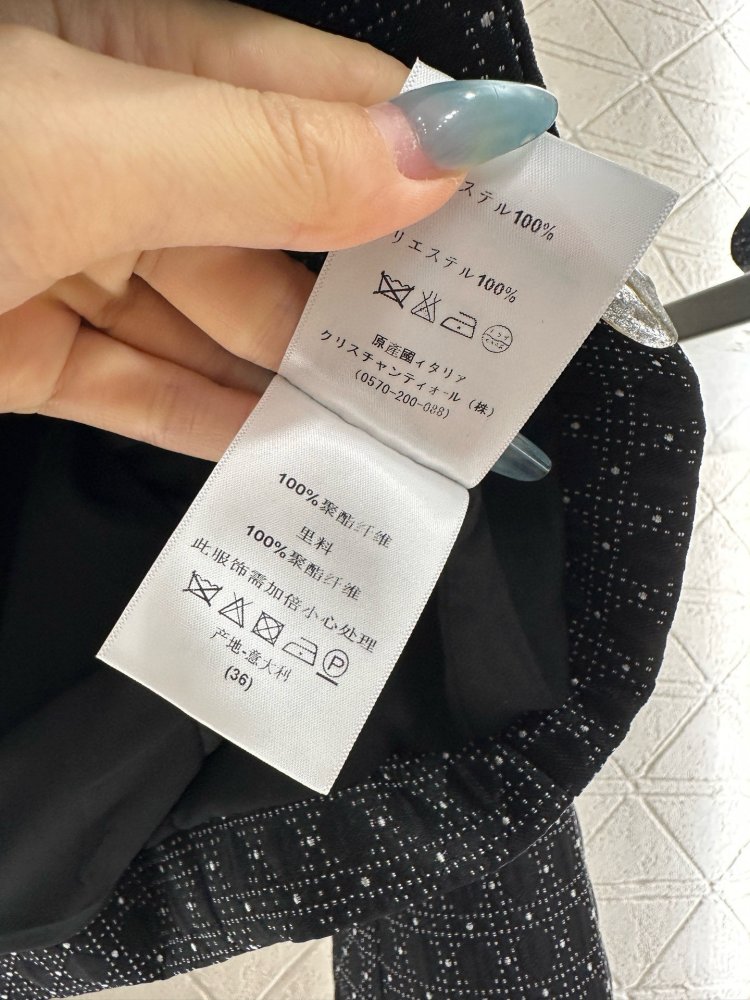 ステル100%
リエステル100%
原産國イタリア
クリスチャンディオール(株)
(0570-200-088)
100%聚酯纤维
里料
100%聚酯纤维
此服饰需加倍小心处理
P
产地-意大利
(36)